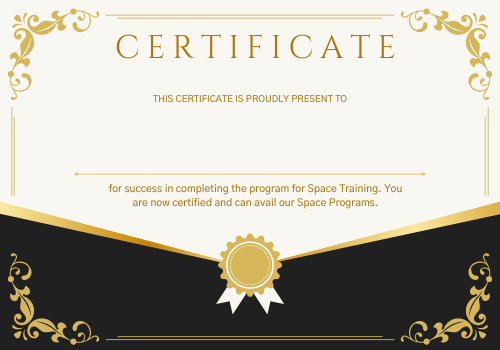 CERTIFICATE
THIS CERTIFICATE IS PROUDLY PRESENT TO
for success in completing the program for Space Training. You
are now certified and can avail our Space Programs.